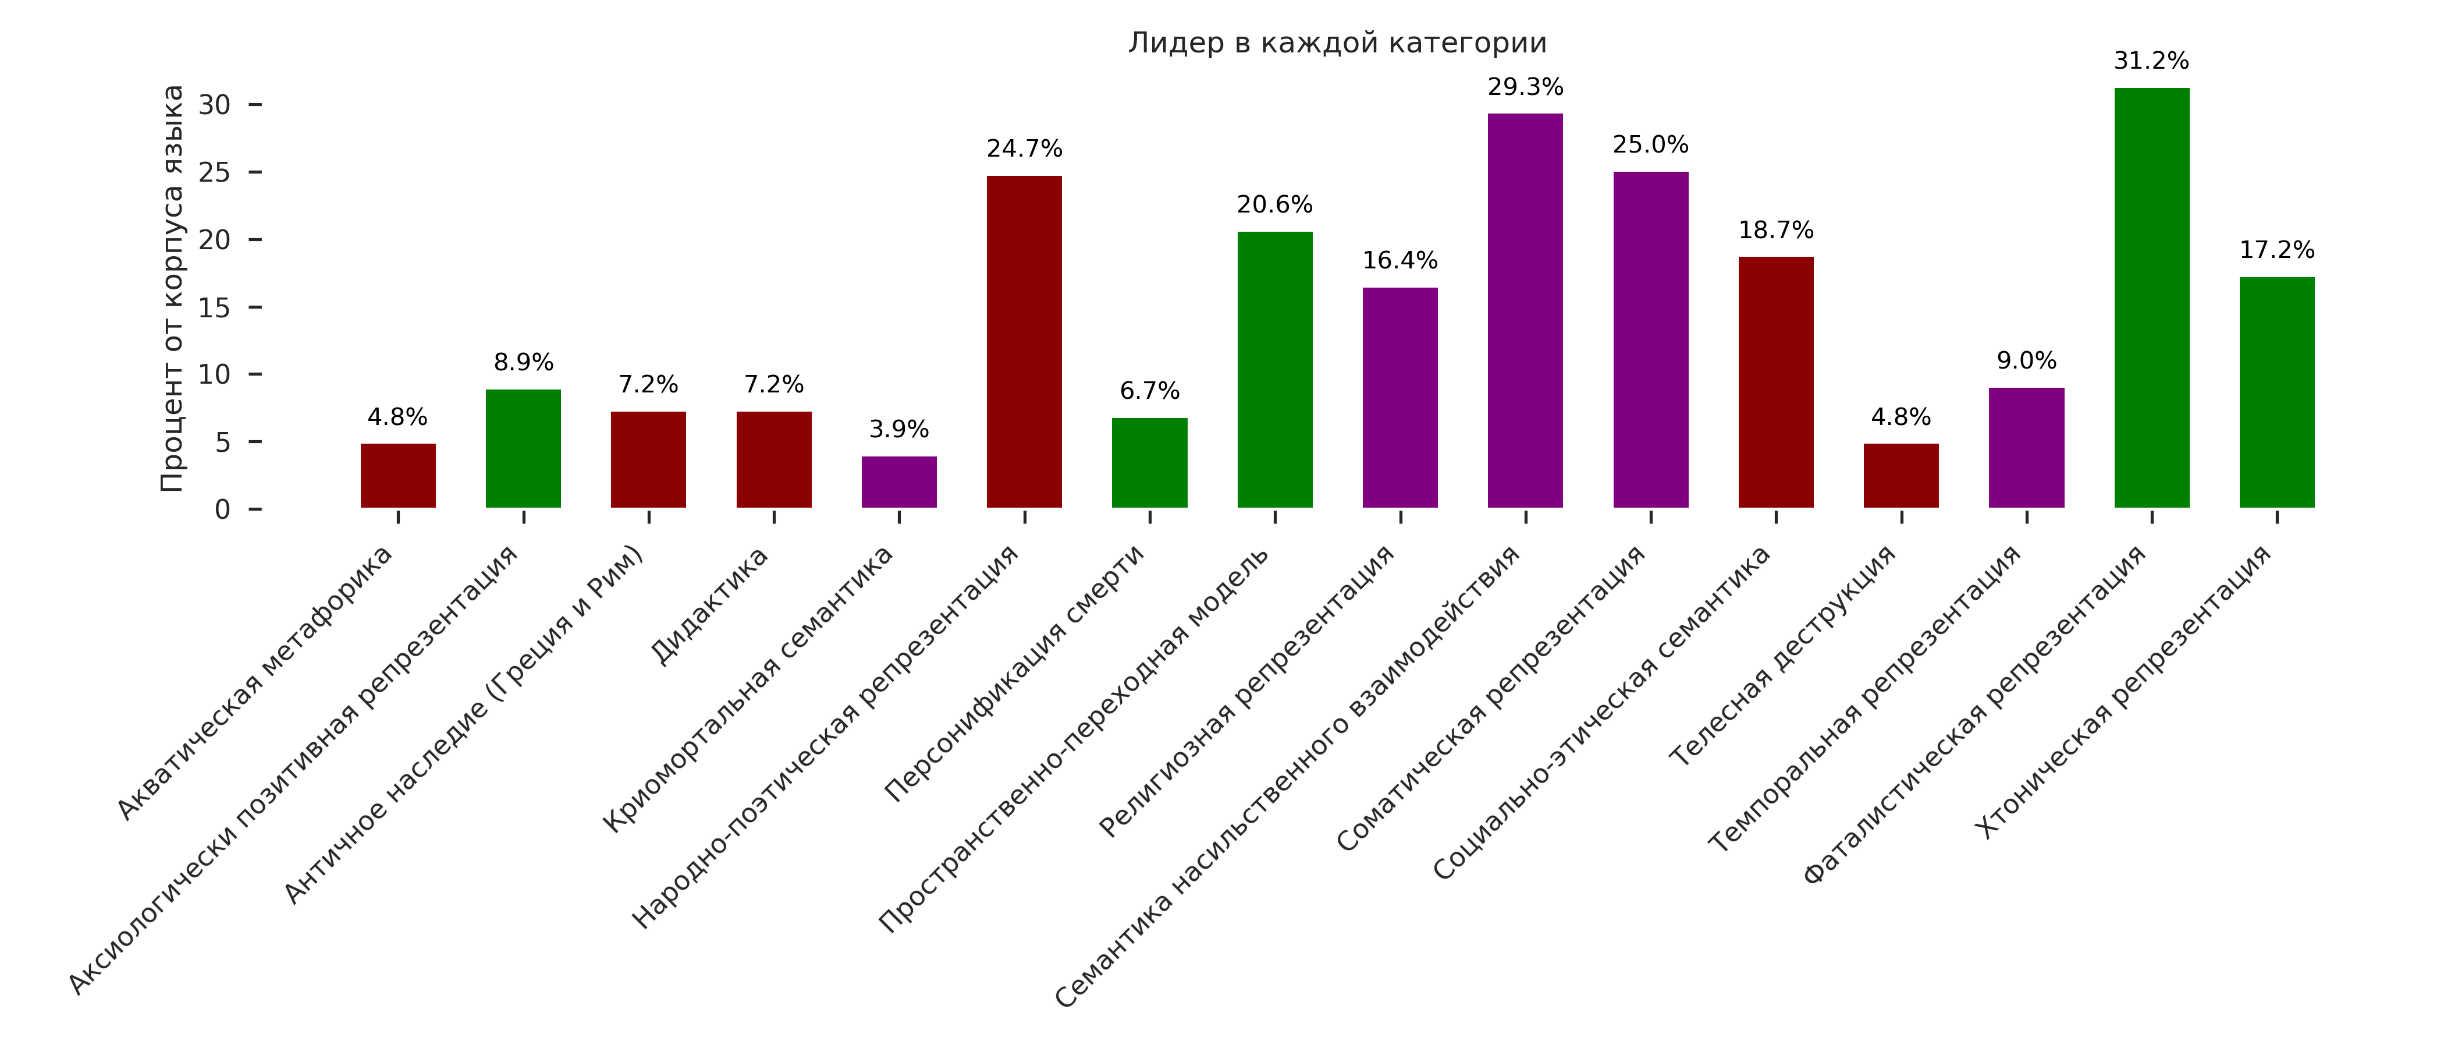 Лидер в каждой категории
Процент от корпуса языка
30
25
20
15
10
5
0
4.8%
8.9%
7.2%
7.2%
3.9%
24.7%
6.7%
20.6%
16.4%
29.3%
25.0%
18.7%
4.8%
9.0%
31.2%
17.2%
Акватическая метафорика
Аксиологически позитивная репрезентация
Античное наследие (Греция и Рим)
Дидактика
Криомортальная семантика
Народно-поэтическая репрезентация
Персонификация смерти
Пространственно-переходная модель
Религиозная репрезентация
Семантика насильственного взаимодействия
Соматическая репрезентация
Социально-этическая семантика
Телесная деструкция
Темпоральная репрезентация
Фаталистическая репрезентация
Хтоническая репрезентация